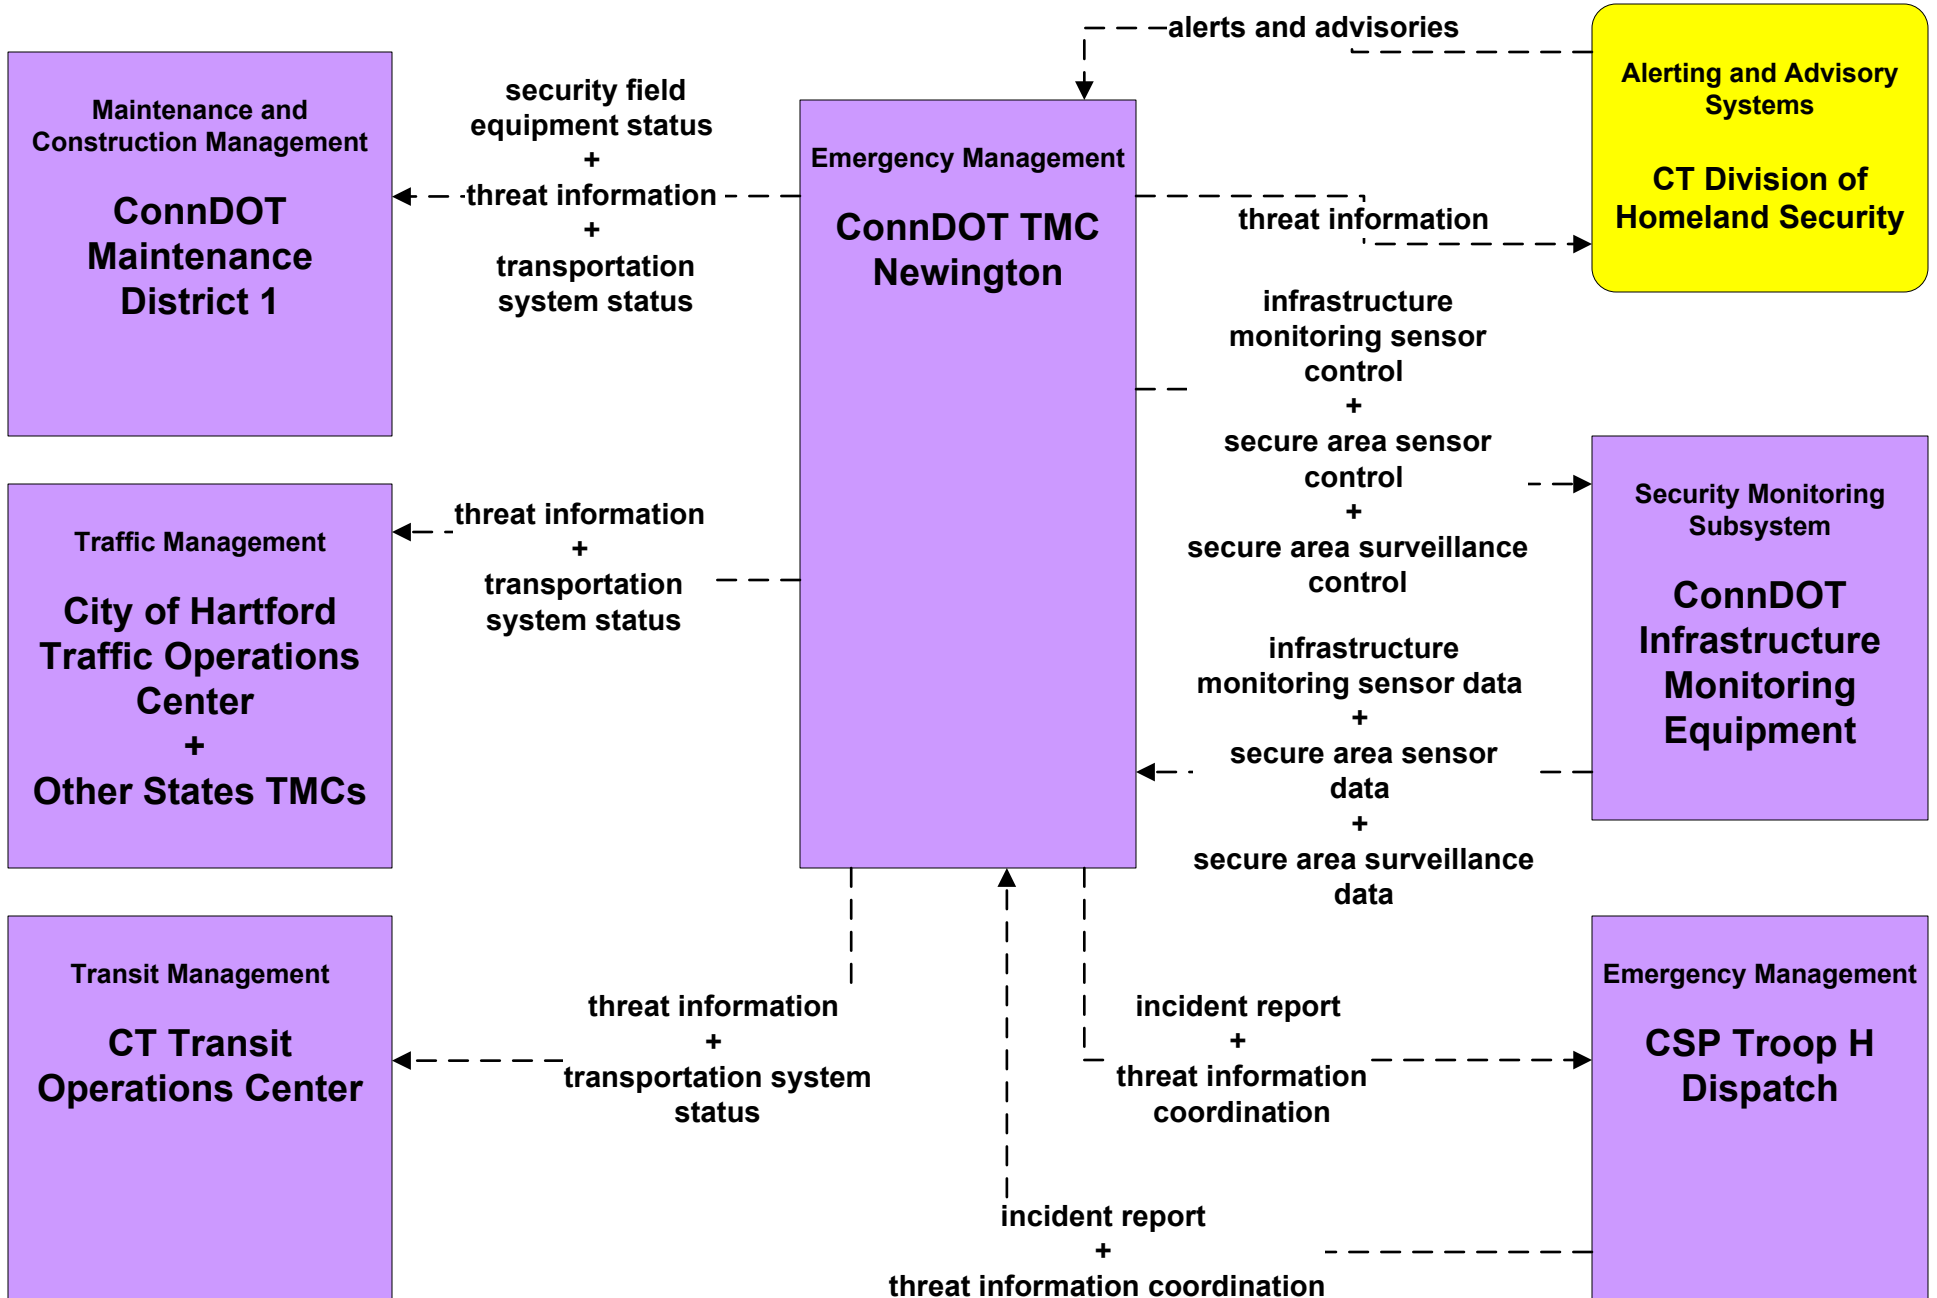 alerts and advisories
Alerting and Advisory
Systems
CT Division of
Homeland Security
Maintenance and
Construction Management
ConnDOT
Maintenance
District 1
security field
equipment status
+
threat information
+
transportation
system status
Emergency Management
ConnDOT TMC
Newington
threat information
infrastructure
monitoring sensor
control
+
secure area sensor
control
+
secure area surveillance
control
Traffic Management
City of Hartford
Traffic Operations
Center
+
Other States TMCs
threat information
+
transportation
system status
Security Monitoring
Subsystem
ConnDOT
Infrastructure
Monitoring
Equipment
infrastructure
monitoring sensor data
+
secure area sensor
data
+
secure area surveillance
data
Transit Management
CT Transit
Operations Center
threat information
+
transportation system
status
incident report
+
threat information
coordination
Emergency Management
CSP Troop H
Dispatch
incident report
+
threat information coordination